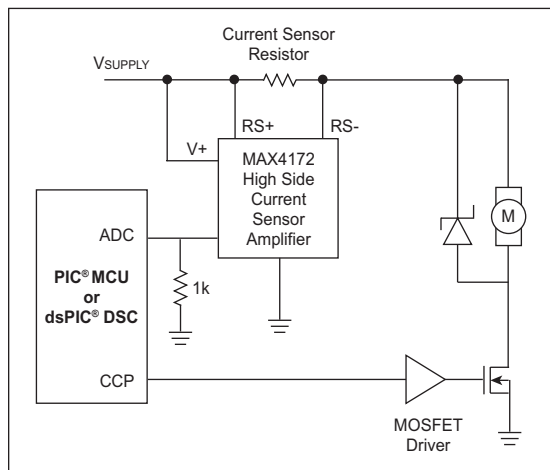 Current Sensor
Resistor
VSUPPLY
RS+
RS-
V+
MAX4172
High Side
Current
Sensor
Amplifier
M
ADC
PIC® MCU
or
dsPIC® DSC
1k
CCP
MOSFET
Driver